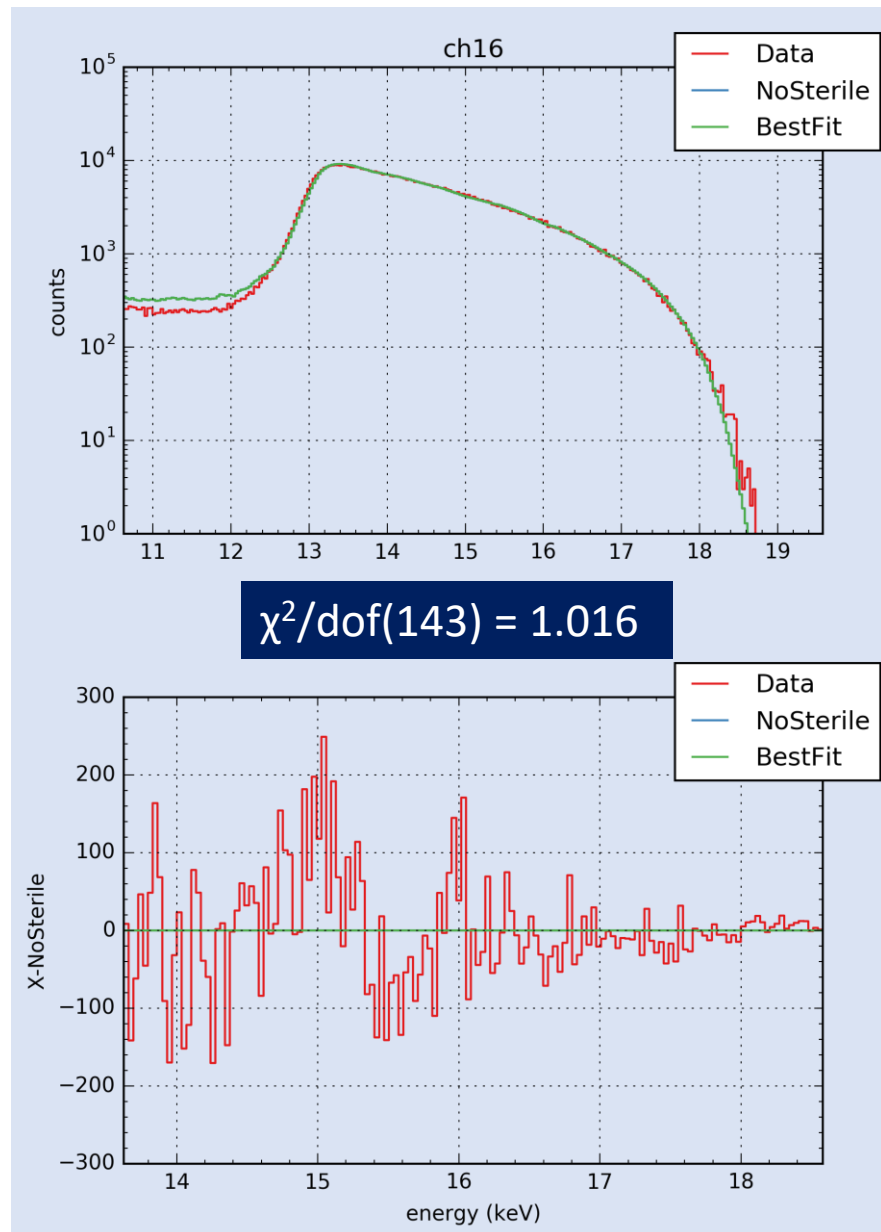 ch16
Data
NoSterile
BestFit
10⁵
10⁴
10³
10²
10¹
10⁰
counts
11 12 13 14 15 16 17 18 19
χ²/dof(143) = 1.016
Data
NoSterile
BestFit
300
200
100
0
−100
−200
−300
X-NoSterile
14 15 16 17 18
energy (keV)